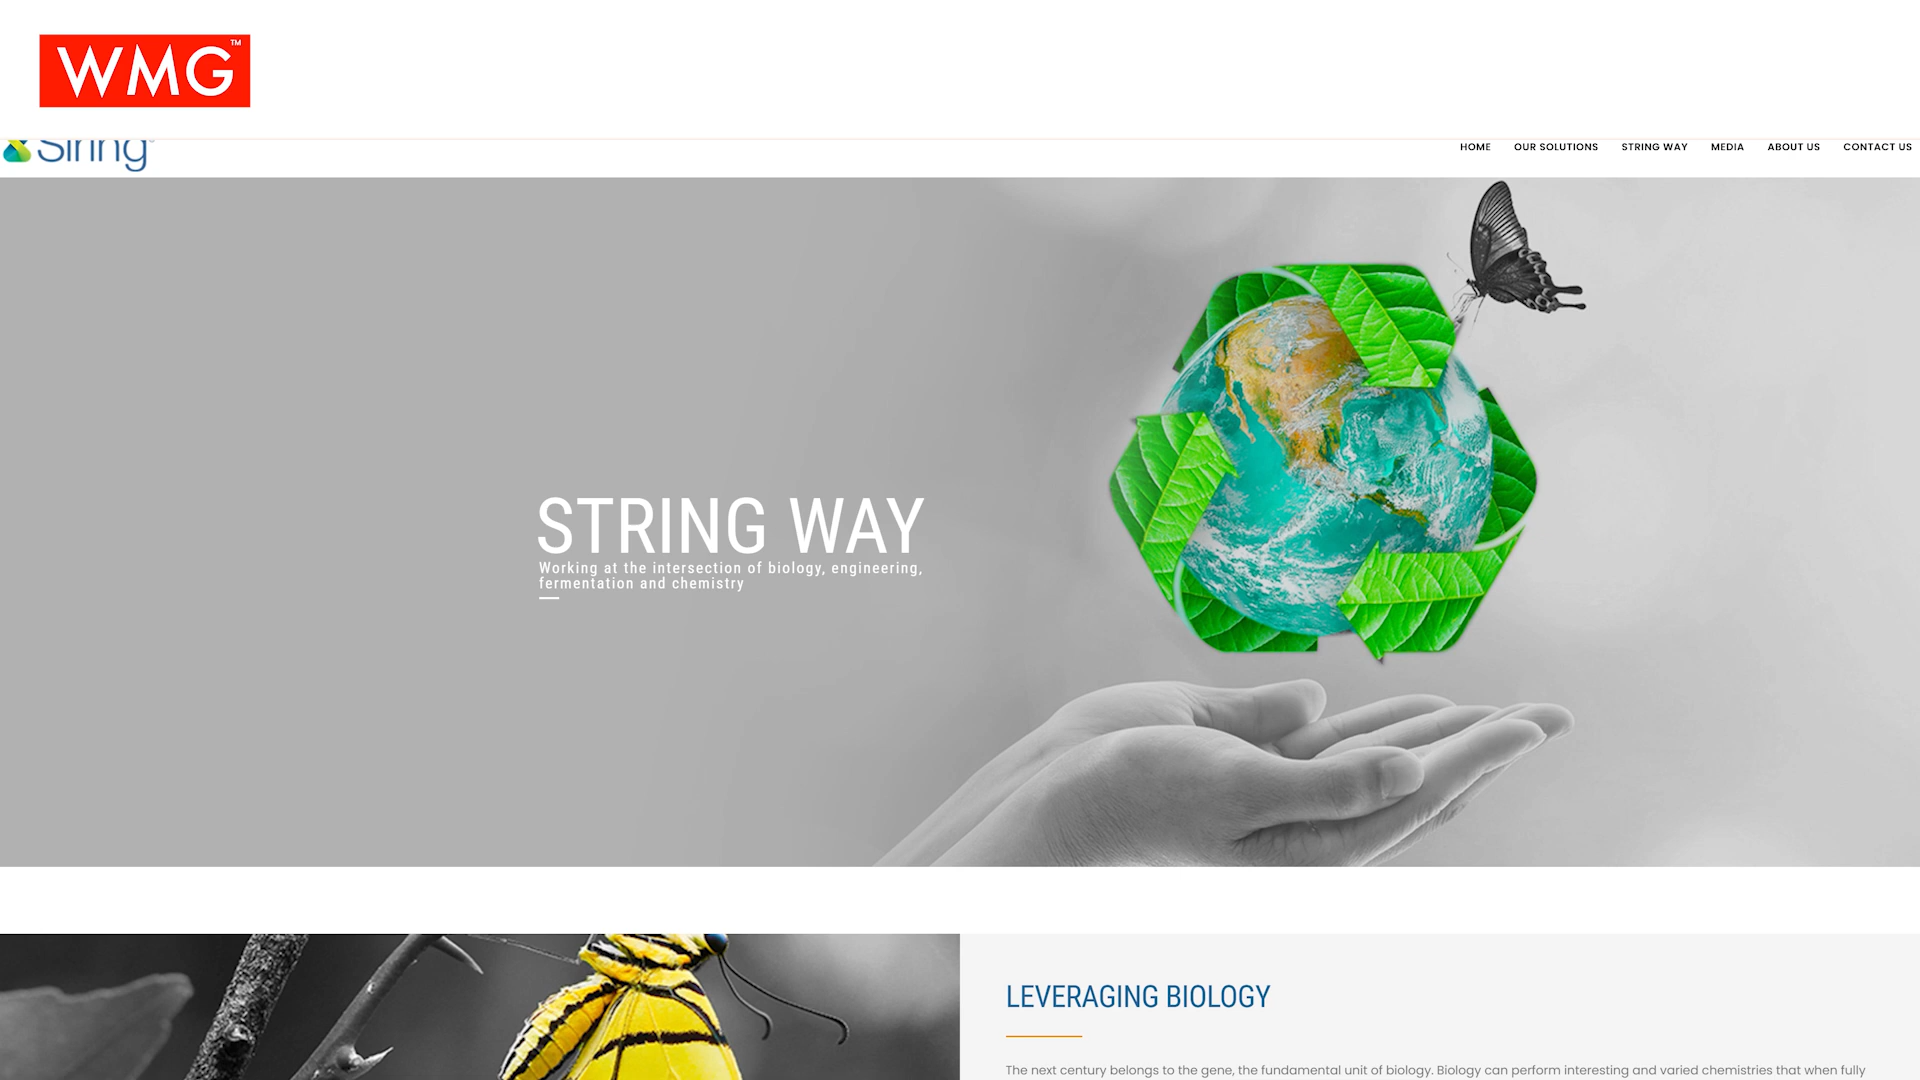 WMG™
String
HOME OUR SOLUTIONS STRING WAY MEDIA ABOUT US CONTACT US
STRING WAY
Working at the intersection of biology, engineering,
fermentation and chemistry
LEVERAGING BIOLOGY
The next century belongs to the gene, the fundamental unit of biology. Biology can perform interesting and varied chemistries that when fully